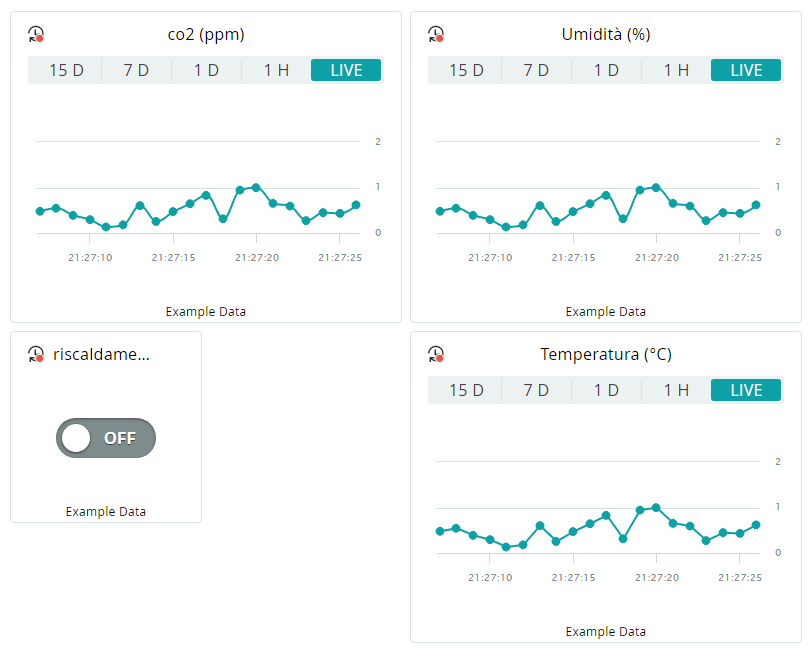 co2 (ppm)
15 D 7 D 1 D 1 H LIVE
2
1
0
21:27:10 21:27:15 21:27:20 21:27:25
Example Data
Umidità (%)
15 D 7 D 1 D 1 H LIVE
2
1
0
21:27:10 21:27:15 21:27:20 21:27:25
Example Data
riscaldame...
OFF
Example Data
Temperatura (°C)
15 D 7 D 1 D 1 H LIVE
2
1
0
21:27:10 21:27:15 21:27:20 21:27:25
Example Data